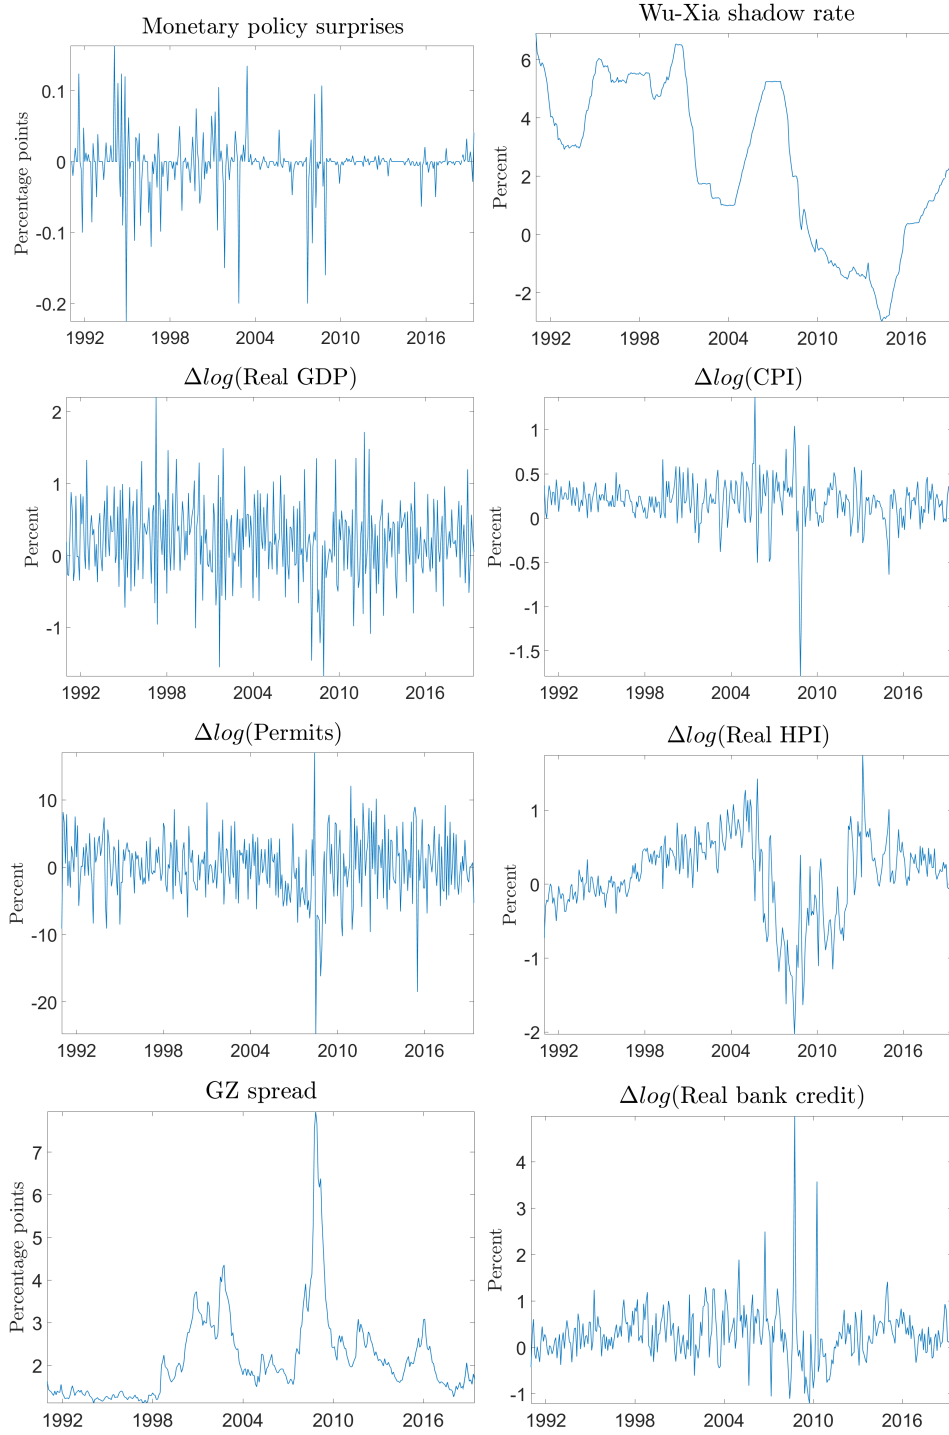 Monetary policy surprises
Percentage points
0.1
0
-0.1
-0.2
1992 1998 2004 2010 2016
Wu-Xia shadow rate
Percent
6
4
2
0
-2
1992 1998 2004 2010 2016
Δlog(Real GDP)
Percent
2
1
0
-1
1992 1998 2004 2010 2016
Δlog(CPI)
Percent
1
0.5
0
-0.5
-1
-1.5
1992 1998 2004 2010 2016
Δlog(Permits)
Percent
10
0
-10
-20
1992 1998 2004 2010 2016
Δlog(Real HPI)
Percent
1
0
-1
-2
1992 1998 2004 2010 2016
GZ spread
Percentage points
7
6
5
4
3
2
1992 1998 2004 2010 2016
Δlog(Real bank credit)
Percent
4
3
2
1
0
-1
1992 1998 2004 2010 2016